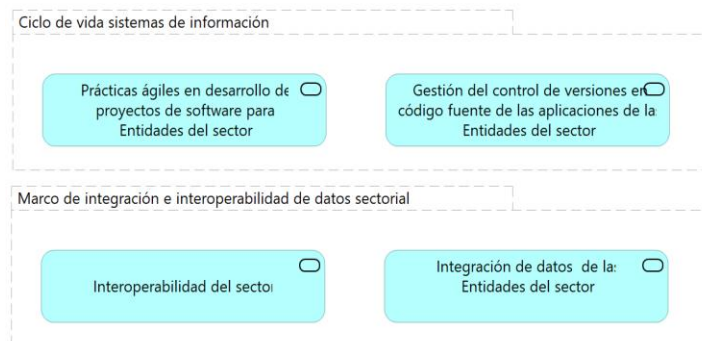 Ciclo de vida sistemas de información
Prácticas ágiles en desarrollo de
proyectos de software para
Entidades del sector
Gestión del control de versiones en
código fuente de las aplicaciones de la
Entidades del sector
Marco de integración e interoperabilidad de datos sectorial
Interoperabilidad del secto
Integración de datos de la
Entidades del sector